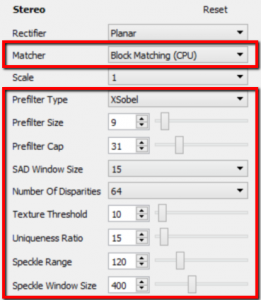 Stereo Reset
Rectifier Planar
Matcher Block Matching (CPU)
Scale 1
Prefilter Type XSobel
Prefilter Size 9
Prefilter Cap 31
SAD Window Size 15
Number Of Disparities 64
Texture Threshold 10
Uniqueness Ratio 15
Speckle Range 120
Speckle Window Size 400